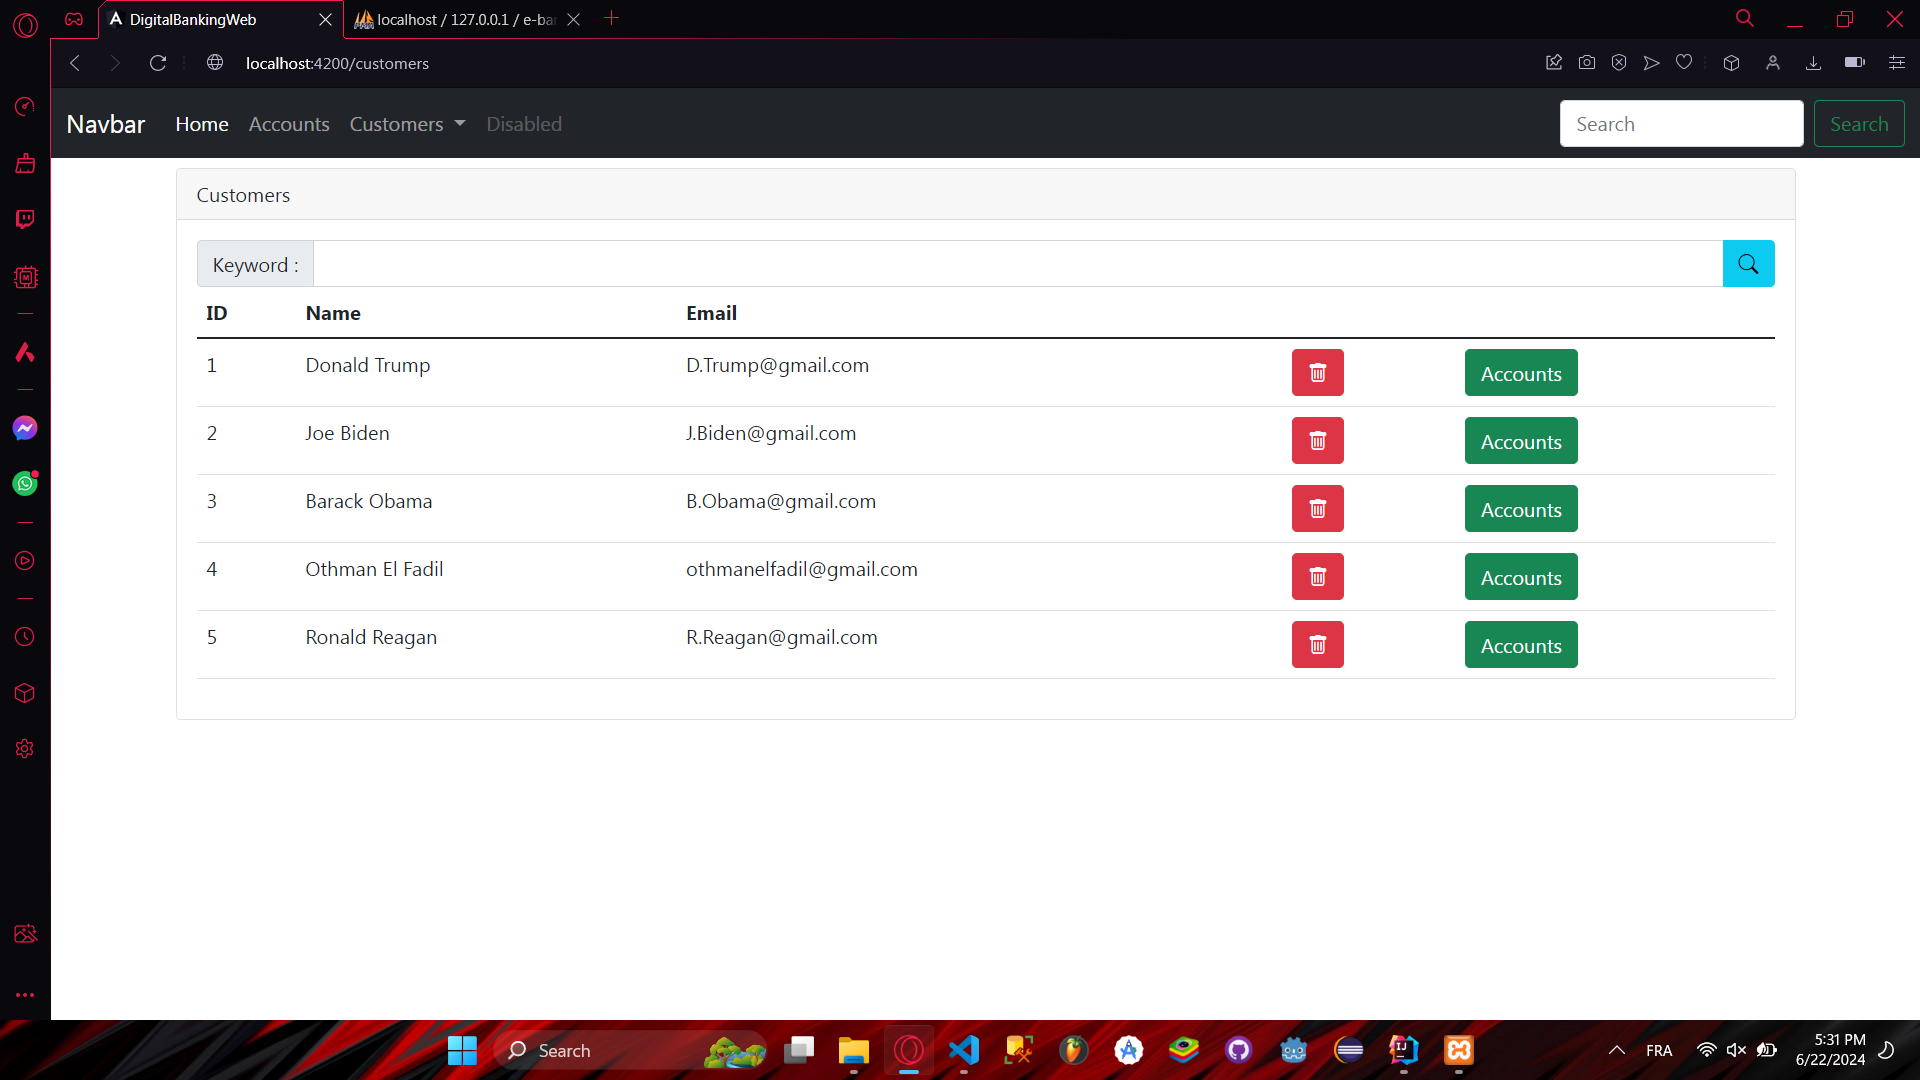 DigitalBankingWeb
localhost / 127.0.0.1 / e-ba
localhost:4200/customers
Navbar Home Accounts Customers Disabled Search Search
Customers
Keyword :
ID Name Email
1 Donald Trump D.Trump@gmail.com Accounts
2 Joe Biden J.Biden@gmail.com Accounts
3 Barack Obama B.Obama@gmail.com Accounts
4 Othman El Fadil othmanelfadil@gmail.com Accounts
5 Ronald Reagan R.Reagan@gmail.com Accounts
Search
FRA
5:31 PM
6/22/2024